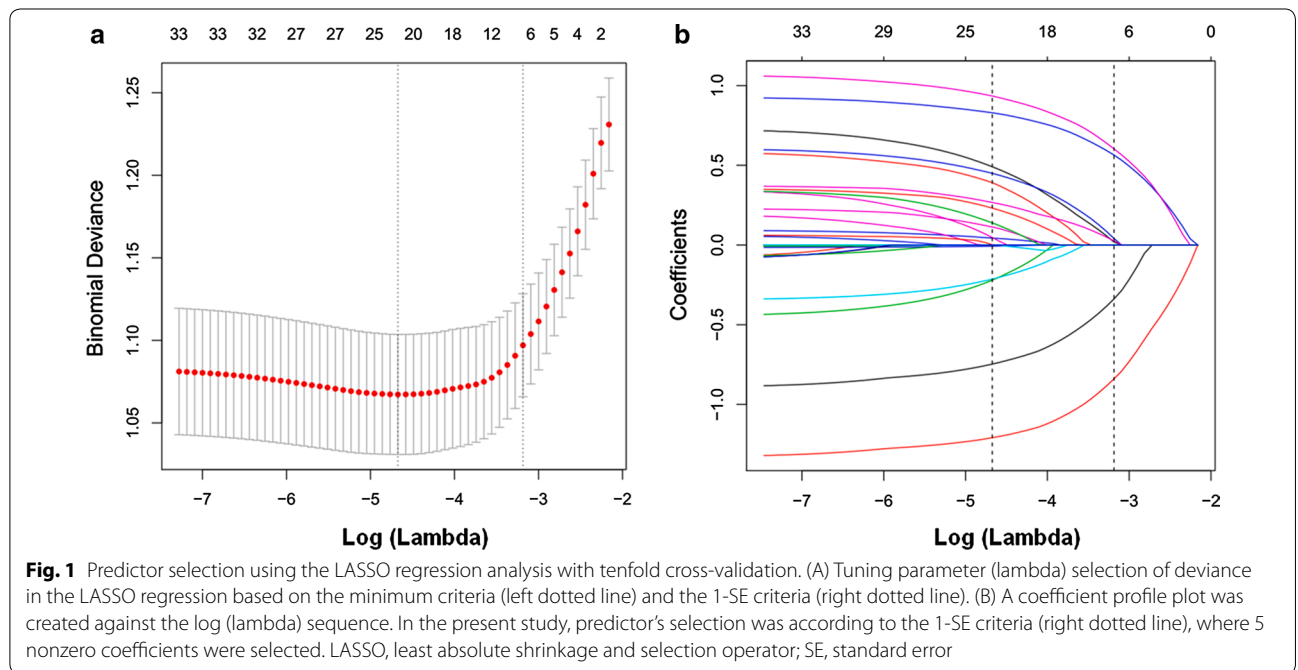 a
33 33 32 27 27 25 20 18 12 6 5 4 2
Binomial Deviance
1.25
1.20
1.15
1.10
1.05
−7 −6 −5 −4 −3 −2
Log (Lambda)
b
33 29 25 18 6 0
Coefficients
1.0
0.5
0.0
−0.5
−1.0
−7 −6 −5 −4 −3 −2
Log (Lambda)
Fig. 1 Predictor selection using the LASSO regression analysis with tenfold cross-validation. (A) Tuning parameter (lambda) selection of deviance
in the LASSO regression based on the minimum criteria (left dotted line) and the 1-SE criteria (right dotted line). (B) A coefficient profile plot was
created against the log (lambda) sequence. In the present study, predictor's selection was according to the 1-SE criteria (right dotted line), where 5
nonzero coefficients were selected. LASSO, least absolute shrinkage and selection operator; SE, standard error